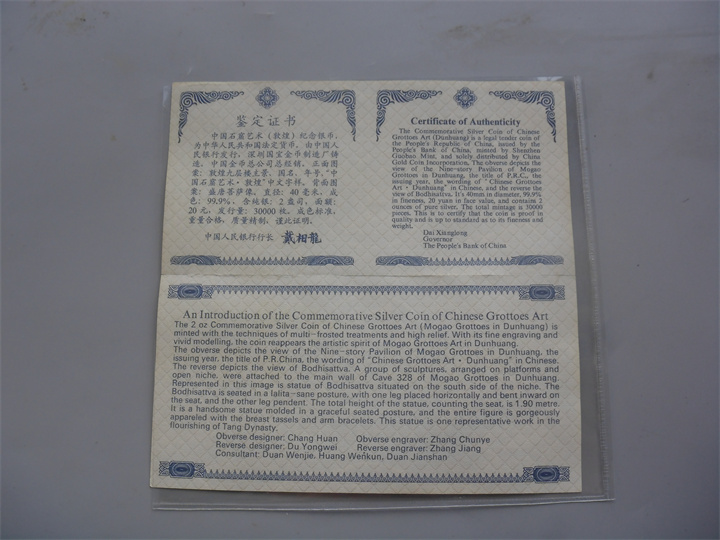 鉴定证书
中国石窟艺术(敦煌)纪念银币,
为中华人民共和国法定货币。由中国人
民银行发行,深圳国宝金币制造厂铸
造,中国金币总公司总经销。正面图
案:敦煌九层楼主景、国名、年号、“中
国石窟艺术·敦煌”中文字样。背面图
案:盛唐菩萨像。直径:40毫米,成
色:99.9%,含纯银:2盎司,面额:
20元,发行量:30000枚。成色标准,
重量合格,质量精制,谨此证明。
中国人民银行行长 戴相龍
Certificate of Authenticity
The Commemorative Silver Coin of Chinese
Grottoes Art (Dunhuang) is a legal tender coin
of the People's Republic of China, issued by the
People's Bank of China, minted by Shenzhen
Guobao Mint, and solely distributed by China
Gold Coin Incorporation, The obverse depicts the
view of the Nine-story Pavilion of Mogao
Grottoes in Dunhuang, the title of P.R.C., the
issuing year, the wording of " Chinese Grottoes
Art · Dunhuang" in Chinese, and the reverse the
view of Bodhisattva. It's 40mm in diameter, 99.9%
in fineness, 20 yuan in face value, and contains 2
ounces of pure silver. The total mintage is 30000
pieces. This is to certify that the coin is proof in
quality and is up to standard as to its fineness and
weight.
Dai Xianglong
Governor
The People's Bank of China
An Introduction of the Commemorative Silver Coin of Chinese Grottoes Art
The 2 oz Commemorative Silver Coin of Chinese Grottoes Art (Mogao Grottoes in Dunhuang) is
minted with the techniques of multi-frosted treatments and high relief. With its fine engraving and
vivid modelling, the coin reappears the artistic spirit of Mogao Grottoes Art in Dunhuang.
The obverse depicts the view of the Nine-story Pavilion of Mogao Grottoes in Dunhuang, the
issuing year, the title of P.R.China, the wording of "Chinese Grottoes Art · Dunhuang" in Chinese.
The reverse depicts the view of Bodhisattva. A group of sculptures, arranged on platforms and
open niche, were attached to the main wall of Cave 328 of Mogao Grottoes in Dunhuang.
Represented in this image is statue of Bodhisattva situated on the south side of the niche. The
Bodhisattva is seated in a lalita-sane posture, with one leg placed horizontally and bent inward on
the seat, and the other leg pendent. The total height of the statue, counting the seat, is 1.90 metre.
It is a handsome statue molded in a graceful seated posture, and the entire figure is gorgeously
appareled with the breast tassels and arm bracelets. This statue is one representative work in the
flourishing of Tang Dynasty.
Obverse designer: Chang Huan Obverse engraver: Zhang Chunye
Reverse designer: Du Yongwei Reverse engraver: Zhang Jiang
Consultant: Duan Wenjie, Huang Wenkun, Duan Jianshan